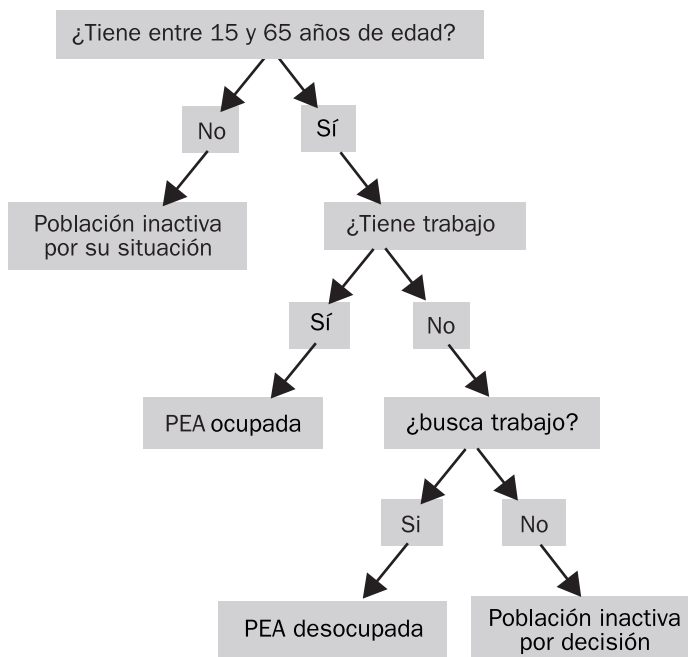 ¿Tiene entre 15 y 65 años de edad?
No
Sí
Población inactiva
por su situación
¿Tiene trabajo
Sí
No
PEA ocupada
¿busca trabajo?
Si
No
PEA desocupada
Población inactiva
por decisión